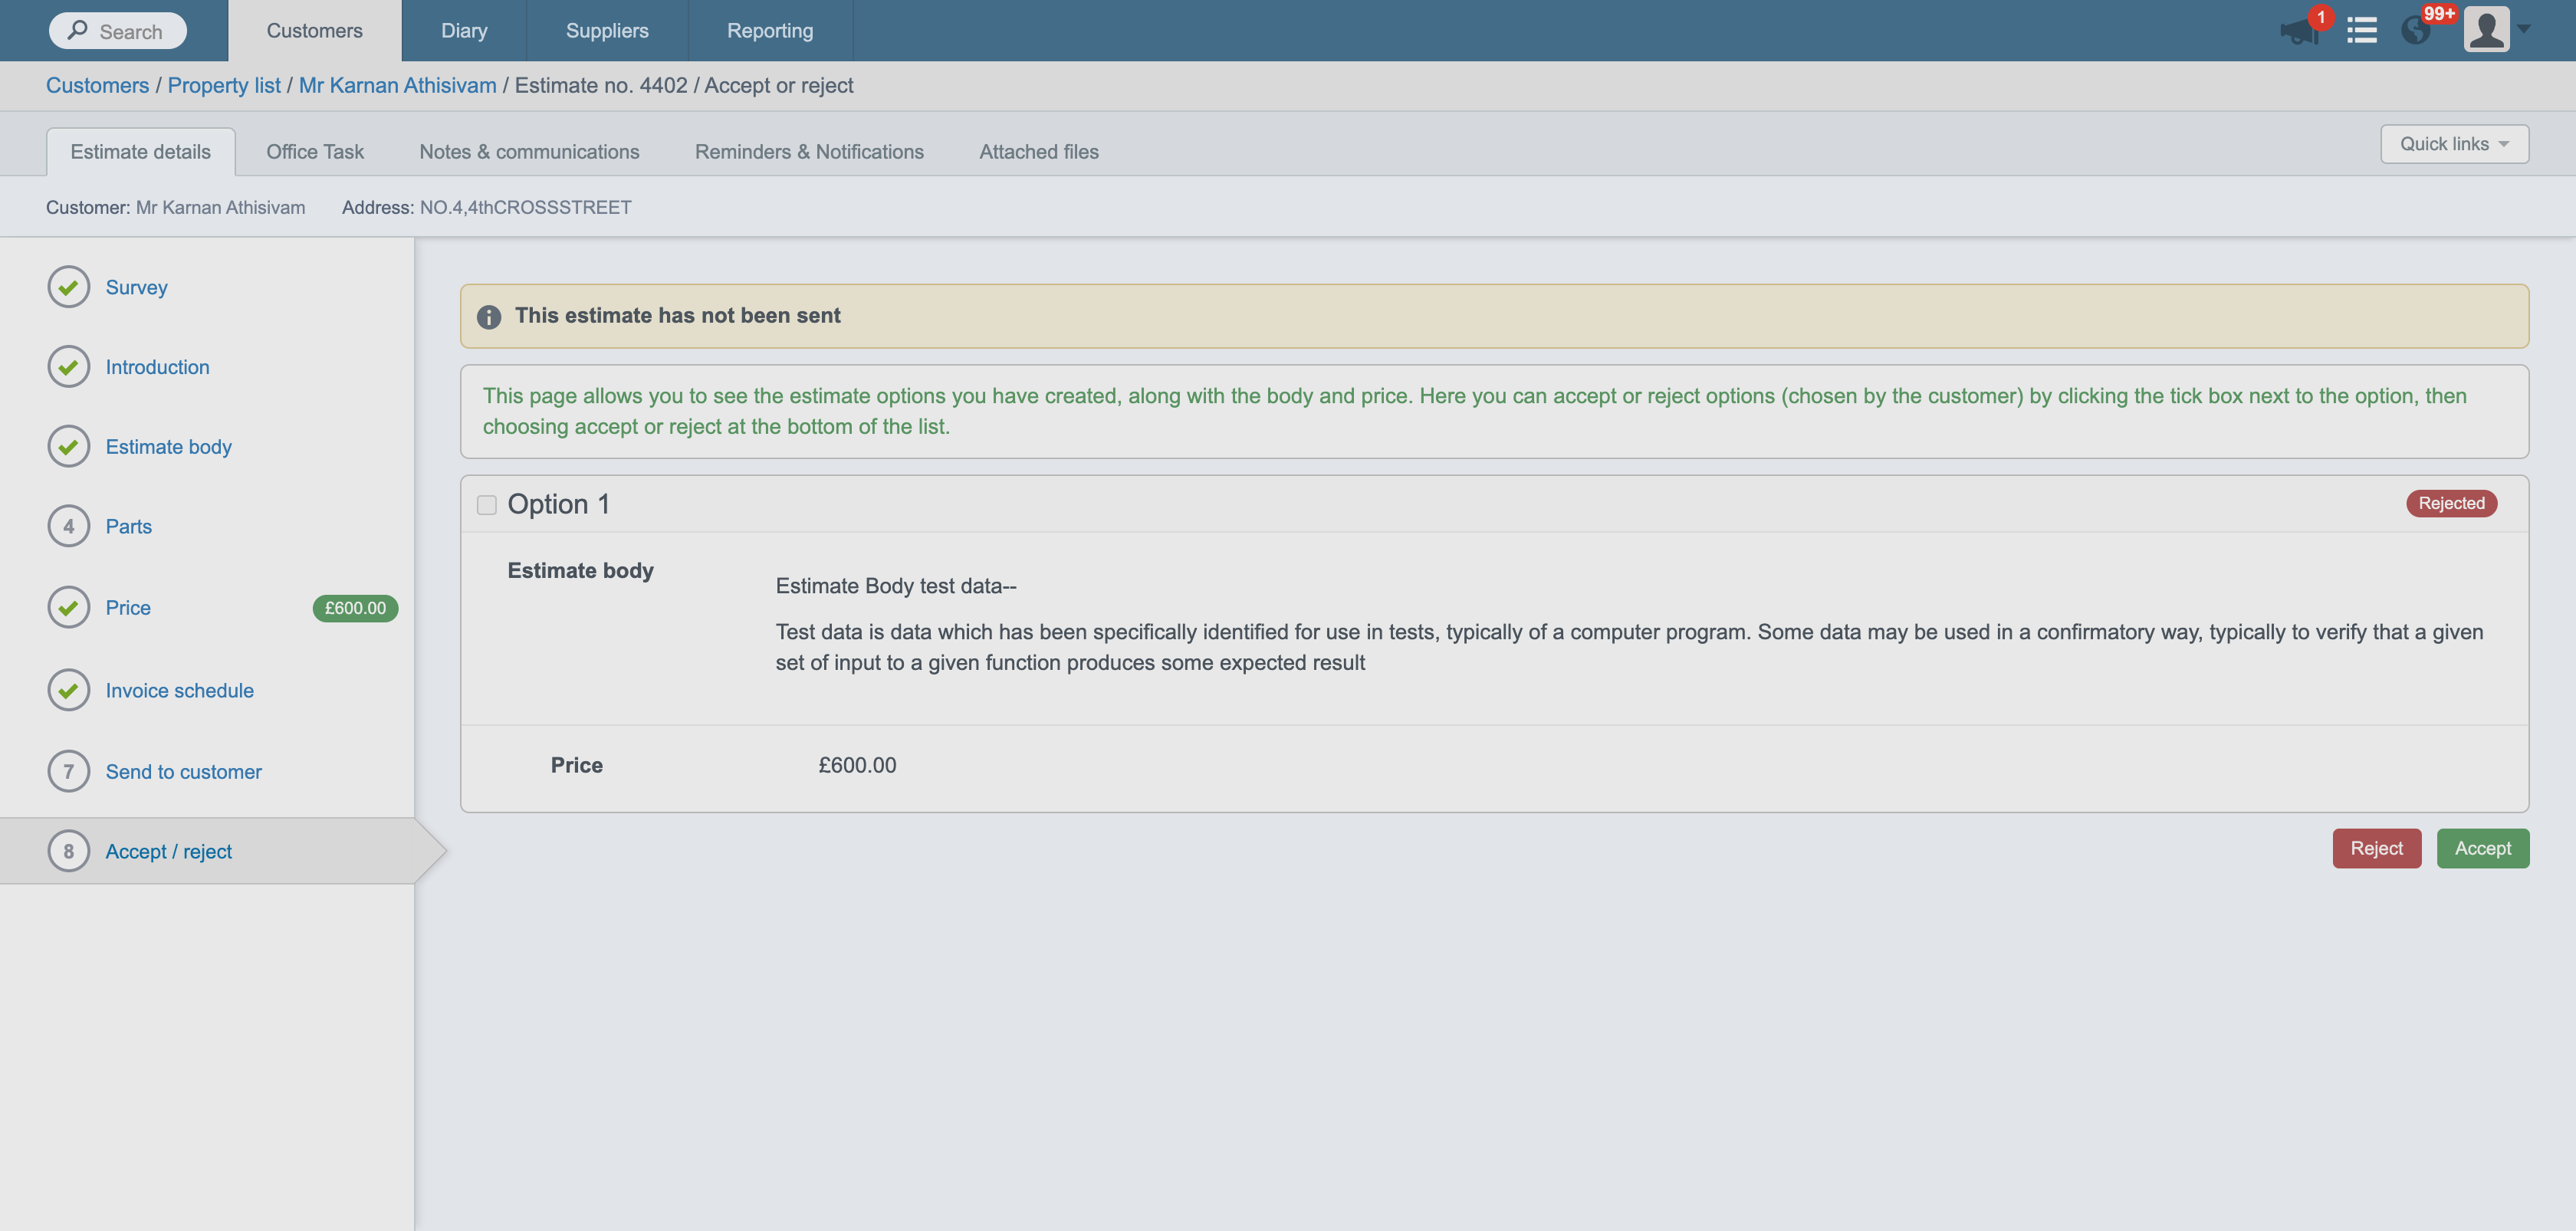 Search
Customers
Diary
Suppliers
Reporting
1
99+
Customers / Property list / Mr Karnan Athisivam / Estimate no. 4402 / Accept or reject
Estimate details
Office Task
Notes & communications
Reminders & Notifications
Attached files
Quick links
Customer: Mr Karnan Athisivam
Address: NO.4,4thCROSSSTREET
Survey
Introduction
Estimate body
4 Parts
Price £600.00
Invoice schedule
7 Send to customer
8 Accept / reject
This estimate has not been sent
This page allows you to see the estimate options you have created, along with the body and price. Here you can accept or reject options (chosen by the customer) by clicking the tick box next to the option, then
choosing accept or reject at the bottom of the list.
Option 1
Rejected
Estimate body
Estimate Body test data--
Test data is data which has been specifically identified for use in tests, typically of a computer program. Some data may be used in a confirmatory way, typically to verify that a given
set of input to a given function produces some expected result
Price
£600.00
Reject
Accept